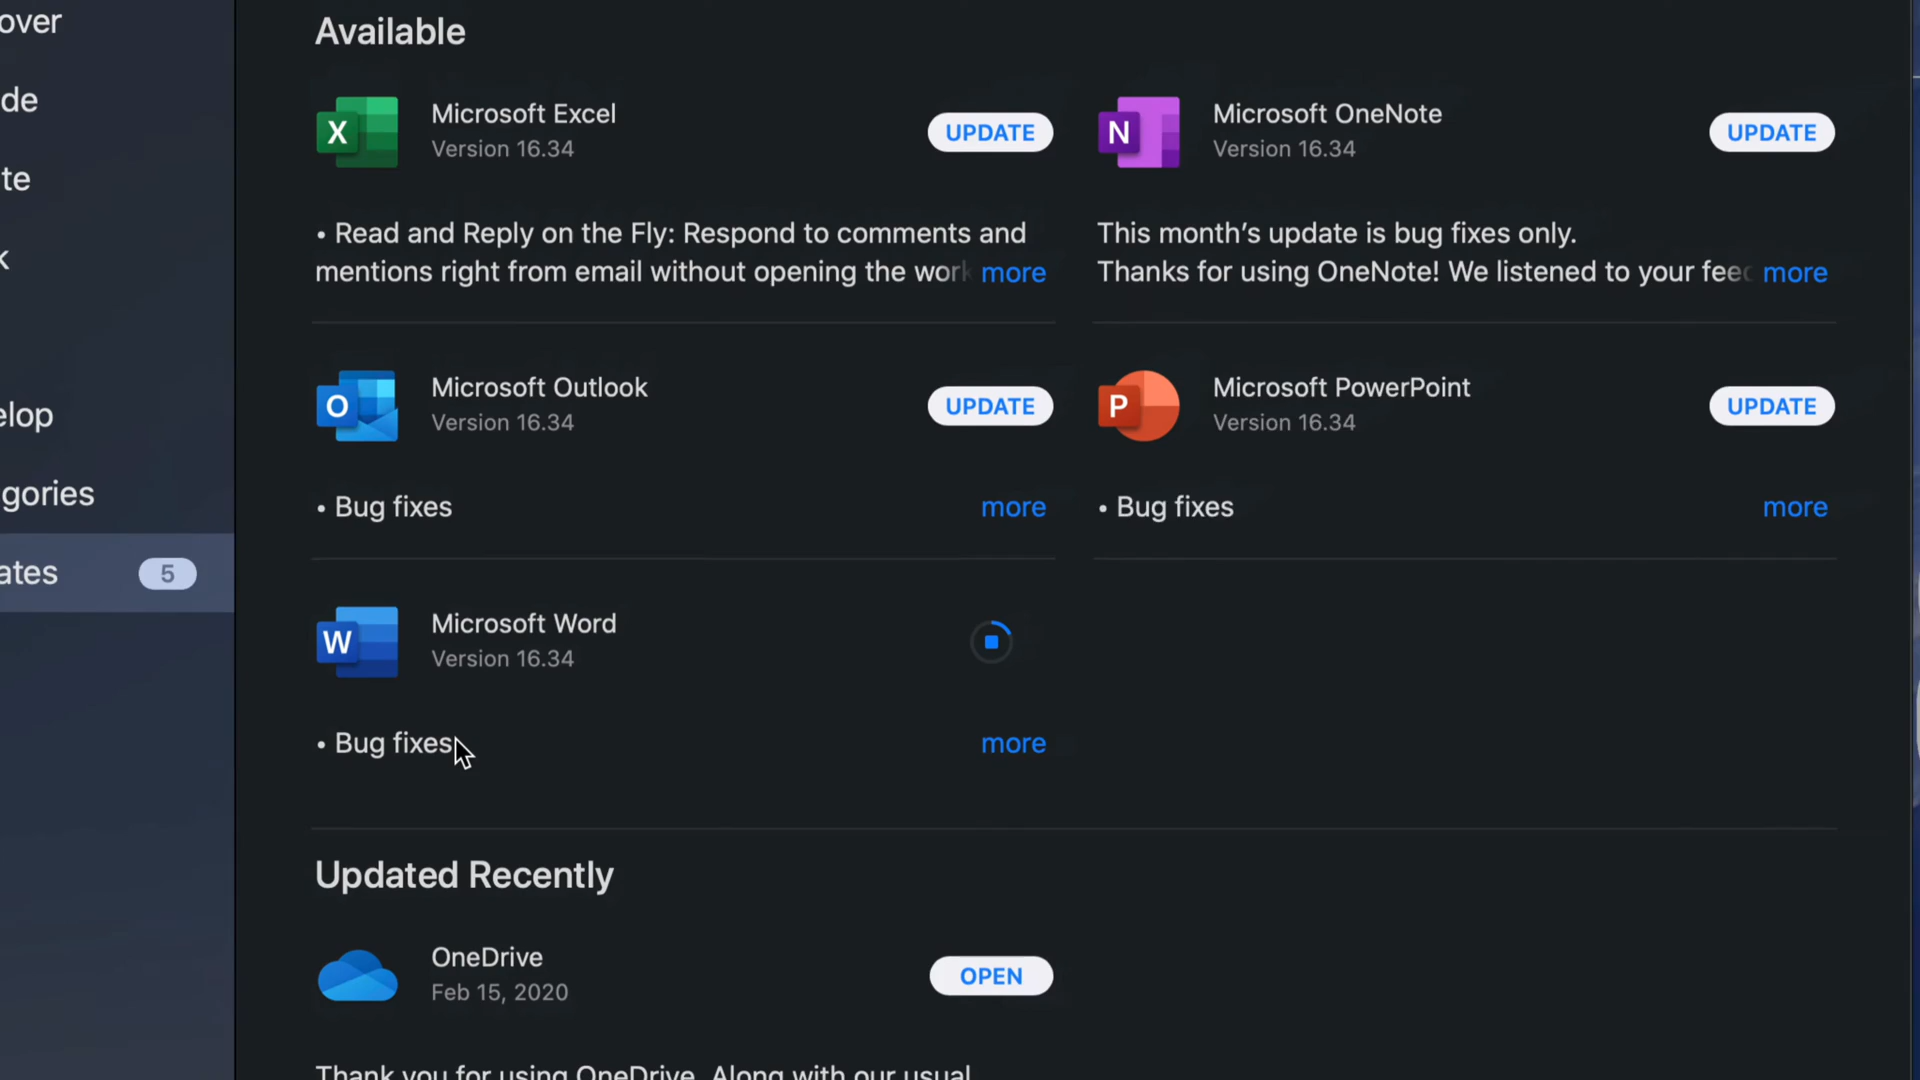 over
de
te
k
elop
gories
ates
5
Available
X
Microsoft Excel
Version 16.34
UPDATE
• Read and Reply on the Fly: Respond to comments and
mentions right from email without opening the work more
N
Microsoft OneNote
Version 16.34
UPDATE
This month's update is bug fixes only.
Thanks for using OneNote! We listened to your feed more
O
Microsoft Outlook
Version 16.34
UPDATE
• Bug fixes more
P
Microsoft PowerPoint
Version 16.34
UPDATE
• Bug fixes more
W
Microsoft Word
Version 16.34
• Bug fixes more
Updated Recently
OneDrive
Feb 15, 2020
OPEN
Thank you for using OneDrive. Along with our usual